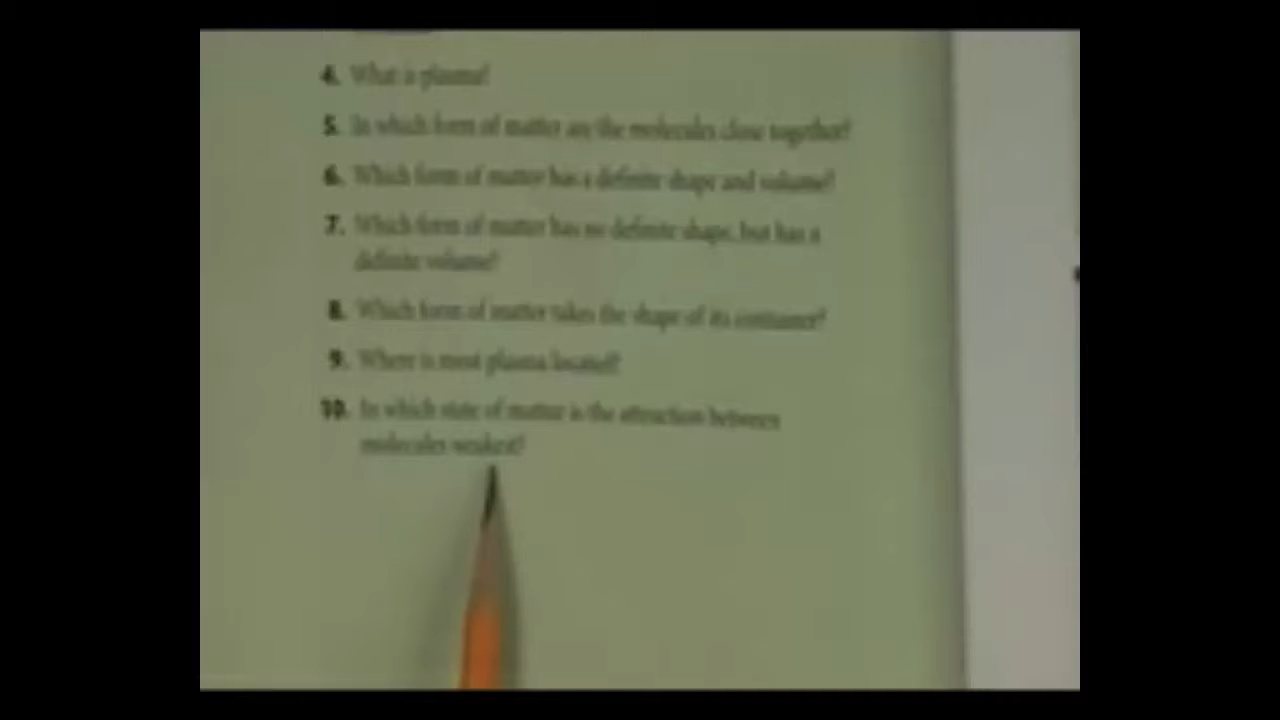 4. What is plasma?
5. In which form of matter are the molecules close together?
6. Which form of matter has a definite shape and volume?
7. Which form of matter has no definite shape, but has a
definite volume?
8. Which form of matter takes the shape of its container?
9. Where is most plasma located?
10. In which state of matter is the attraction between
molecules weakest?